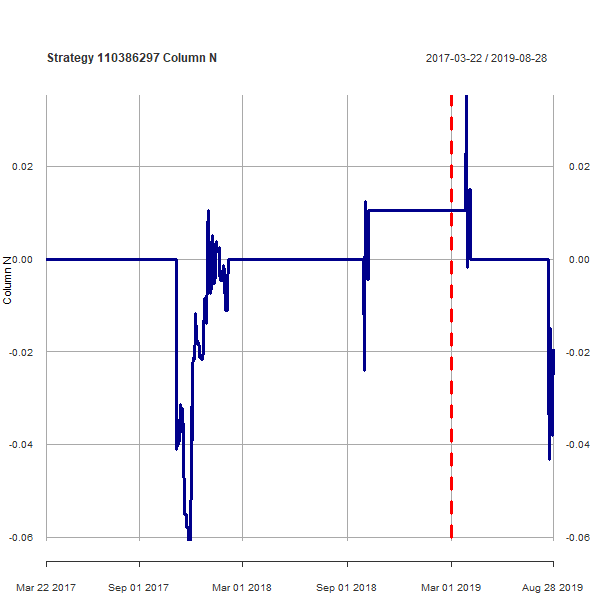 Strategy 110386297 Column N
2017-03-22 / 2019-08-28
0.02
0.00
-0.02
-0.04
-0.06
Column N
0.02
0.00
-0.02
-0.04
-0.06
Mar 22 2017
Sep 01 2017
Mar 01 2018
Sep 01 2018
Mar 01 2019
Aug 28 2019